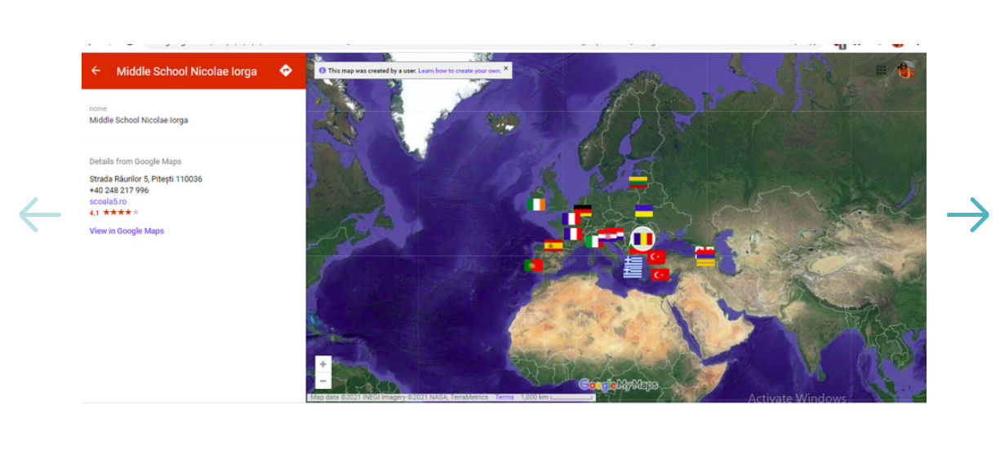 Middle School Nicolae Iorga
This map was created by a user. Learn how to create your own.
nome
Middle School Nicolae Iorga
Details from Google Maps
Strada Râurilor 5, Pitești 110036
+40 248 217 996
scoala5.ro
4.1
View in Google Maps
Google My Maps
Map data ©2021 INEGI Imagery ©2021 NASA, TerraMetrics Terms 1,000 km
Activate Windows